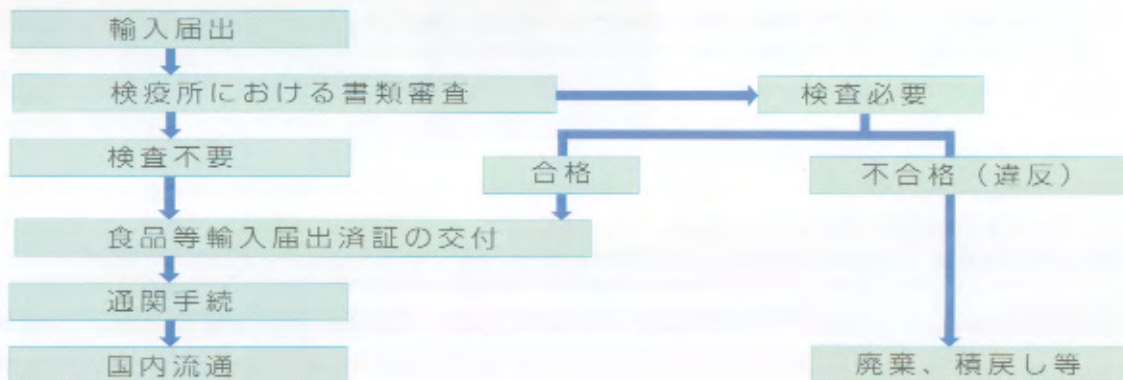 輸入届出
検疫所における書類審査
検査必要
検査不要
合格
不合格（違反）
食品等輸入届出済証の交付
通関手続
国内流通
廃棄、積戻し等